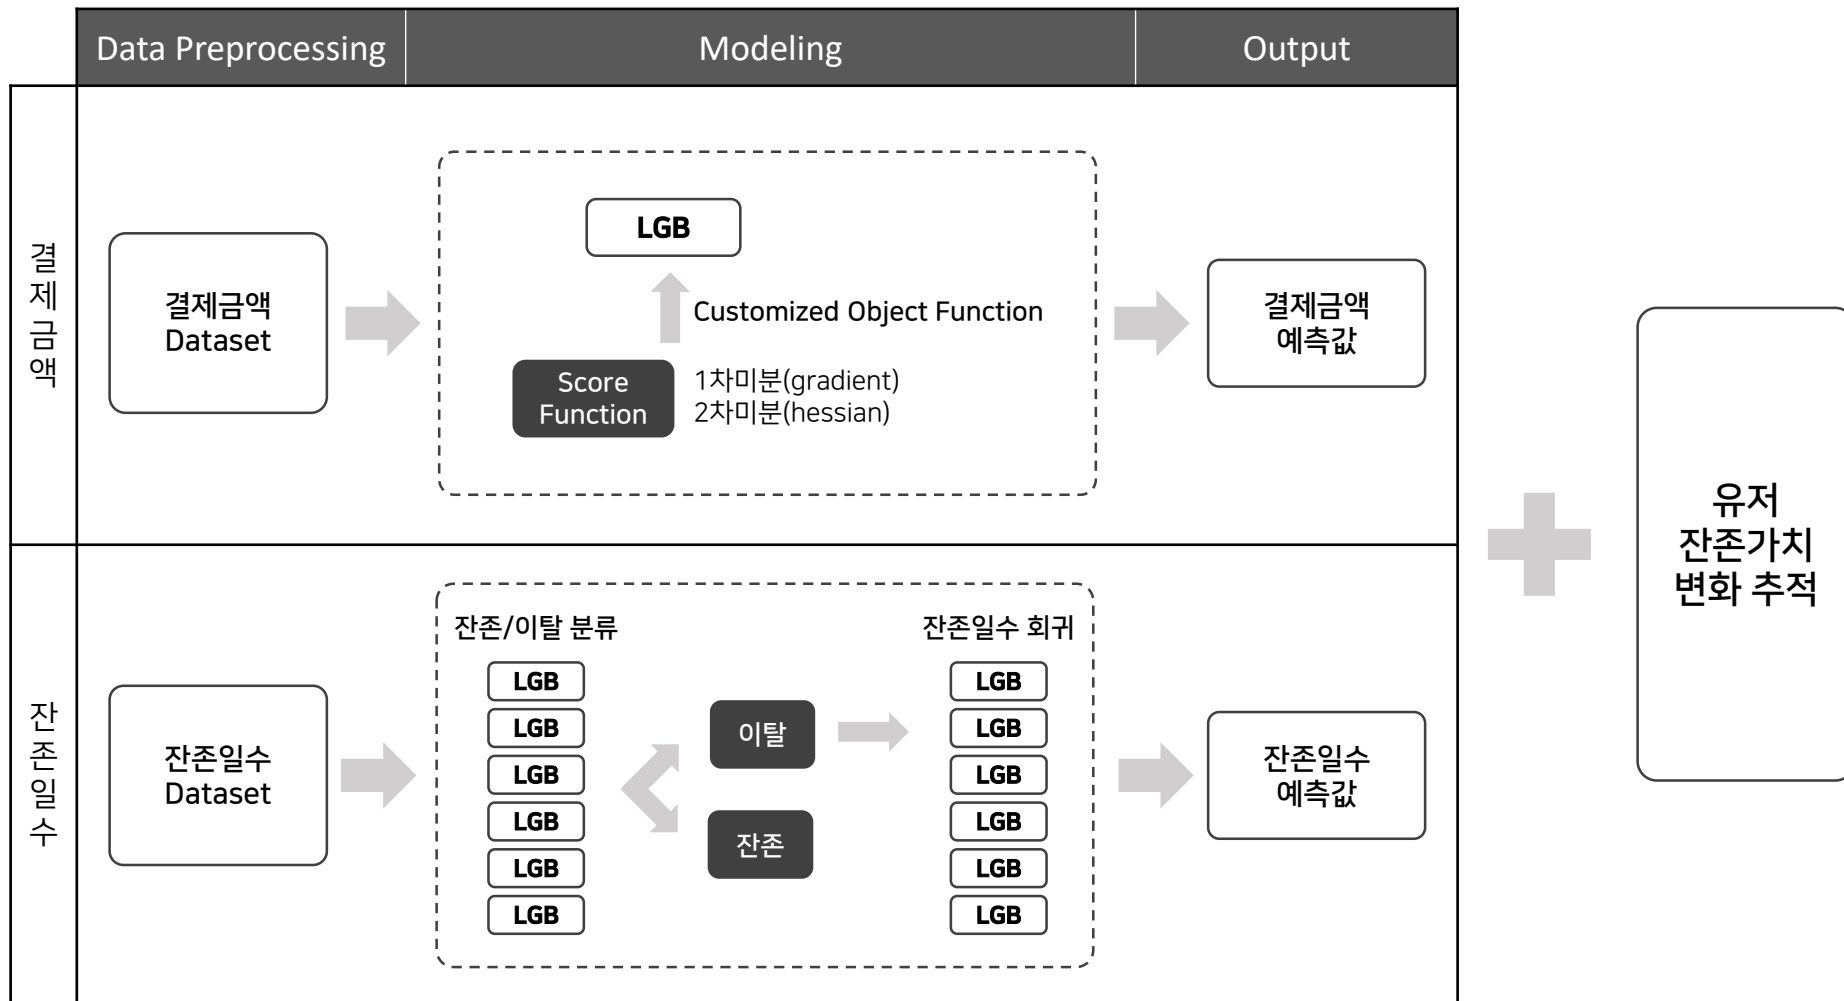 Data Preprocessing
Modeling
Output
결제금액
결제금액
Dataset
LGB
Customized Object Function
Score
Function
1차미분(gradient)
2차미분(hessian)
결제금액
예측값
잔존일수
잔존일수
Dataset
잔존/이탈 분류
LGB
LGB
LGB
LGB
LGB
LGB
이탈
잔존
잔존일수 회귀
LGB
LGB
LGB
LGB
LGB
LGB
잔존일수
예측값
유저
잔존가치
변화 추적